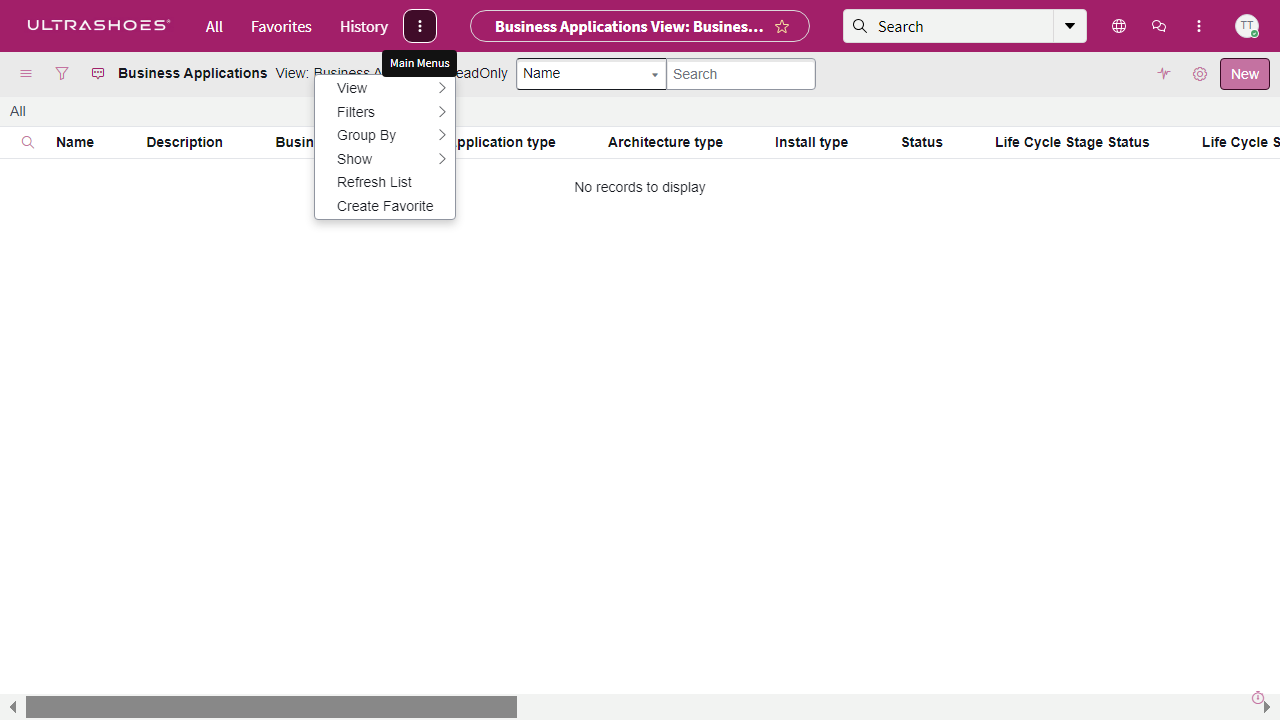 ULTRASHOES All Favorites History Business Applications View: Busines... Search TT
Main Menus
Business Applications View: Business A eadOnly Name Search New
View
All
Filters
Group By
Name Description Busin pplication type Architecture type Install type Status Life Cycle Stage Status Life Cycle S
Show
Refresh List
No records to display
Create Favorite